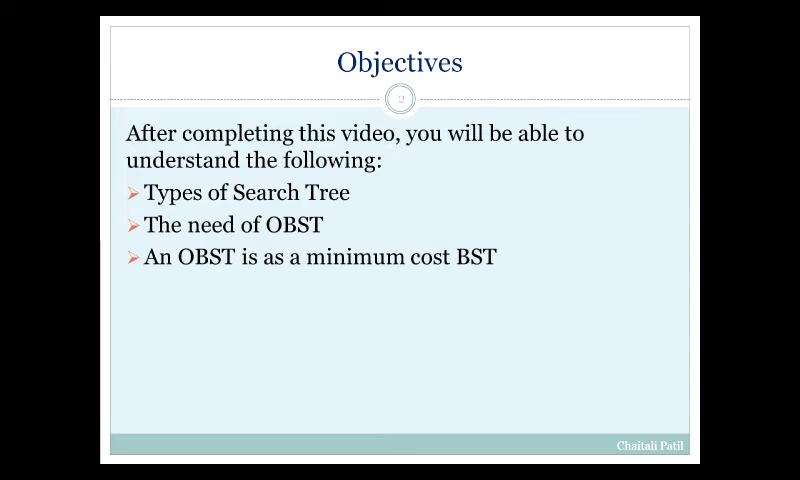 Objectives
2
After completing this video, you will be able to
understand the following:
Types of Search Tree
The need of OBST
An OBST is as a minimum cost BST
Chaitali Patil